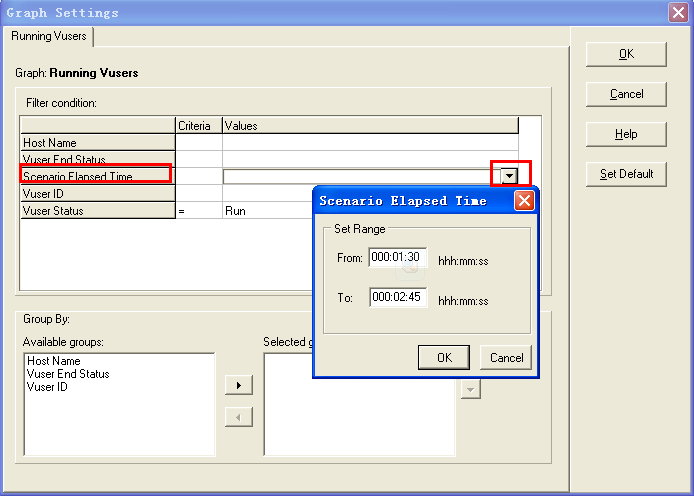 Graph Settings
Running Vusers
Graph: Running Vusers
Filter condition:
Criteria Values
Host Name
Vuser End Status
Scenario Elapsed Time
Vuser ID
Vuser Status = Run
Scenario Elapsed Time
Set Range
From: 000:01:30 hhh:mm:ss
To: 000:02:45 hhh:mm:ss
OK Cancel
Group By:
Available groups:
Host Name
Vuser End Status
Vuser ID
Selected g
OK
Cancel
Help
Set Default